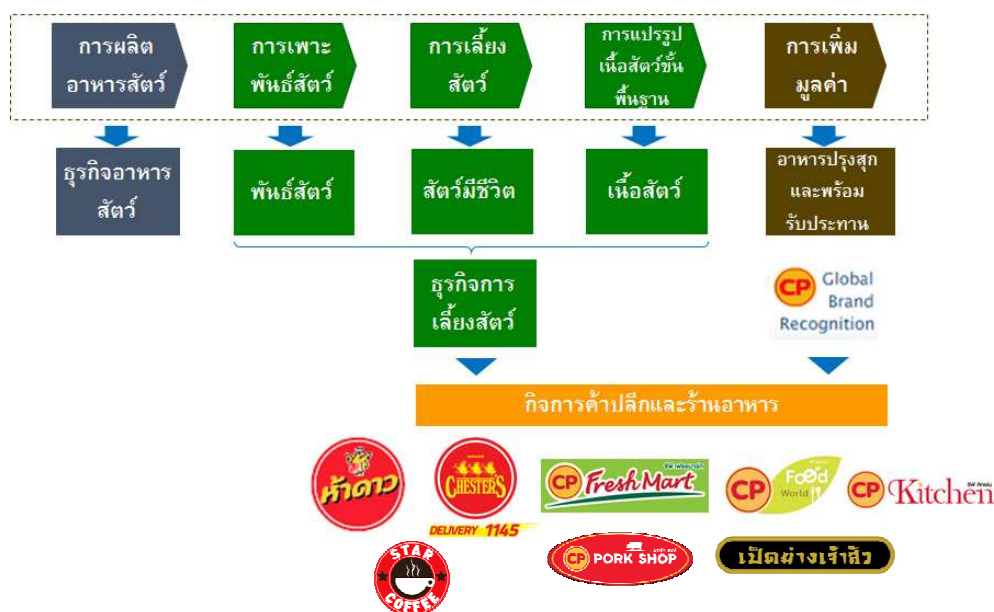 การผลิต
อาหารสัตว์
การเพาะ
พันธ์สัตว์
การเลี้ยง
สัตว์
การแปรรูป
เนื้อสัตว์ขั้น
พื้นฐาน
การเพิ่ม
มูลค่า
ธุรกิจอาหาร
สัตว์
พันธ์สัตว์
สัตว์มีชีวิต
เนื้อสัตว์
อาหารปรุงสุก
และพร้อม
รับประทาน
ธุรกิจการ
เลี้ยงสัตว์
CP Global
Brand
Recognition
กิจการค้าปลีกและร้านอาหาร
ห้าดาว
CHESTER'S
DELIVERY 1145
CP Fresh Mart
CP Food
World
CP Kitchen
STAR
COFFEE
CP PORK SHOP
เป็ดย่างเจ้าสัว